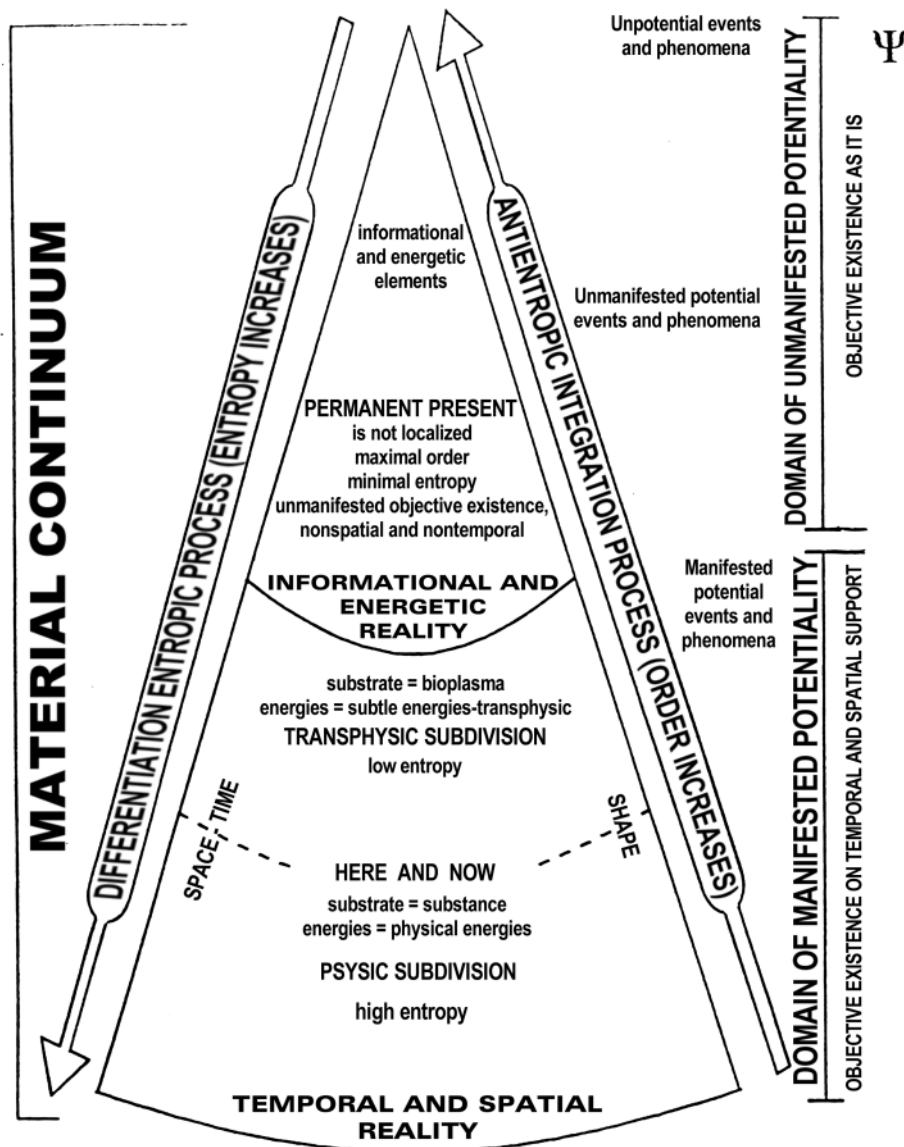 Unpotential events
and phenomena
Ψ
MATERIAL CONTINUUM
DIFFERENTIATION ENTROPIC PROCESS (ENTROPY INCREASES)
informational
and energetic
elements
ANTIENTROPIC INTEGRATION PROCESS (ORDER INCREASES)
Unmanifested potential
events and phenomena
DOMAIN OF UNMANIFESTED POTENTIALITY
OBJECTIVE EXISTENCE AS IT IS
PERMANENT PRESENT
is not localized
maximal order
minimal entropy
unmanifested objective existence,
nonspatial and nontemporal
INFORMATIONAL AND
ENERGETIC
REALITY
Manifested
potential
events and
phenomena
DOMAIN OF MANIFESTED POTENTIALITY
OBJECTIVE EXISTENCE ON TEMPORAL AND SPATIAL SUPPORT
substrate = bioplasma
energies = subtle energies-transphysic
TRANSPHYSIC SUBDIVISION
low entropy
SPACE - TIME
SHAPE
HERE AND NOW
substrate = substance
energies = physical energies
PSYSIC SUBDIVISION
high entropy
TEMPORAL AND SPATIAL
REALITY